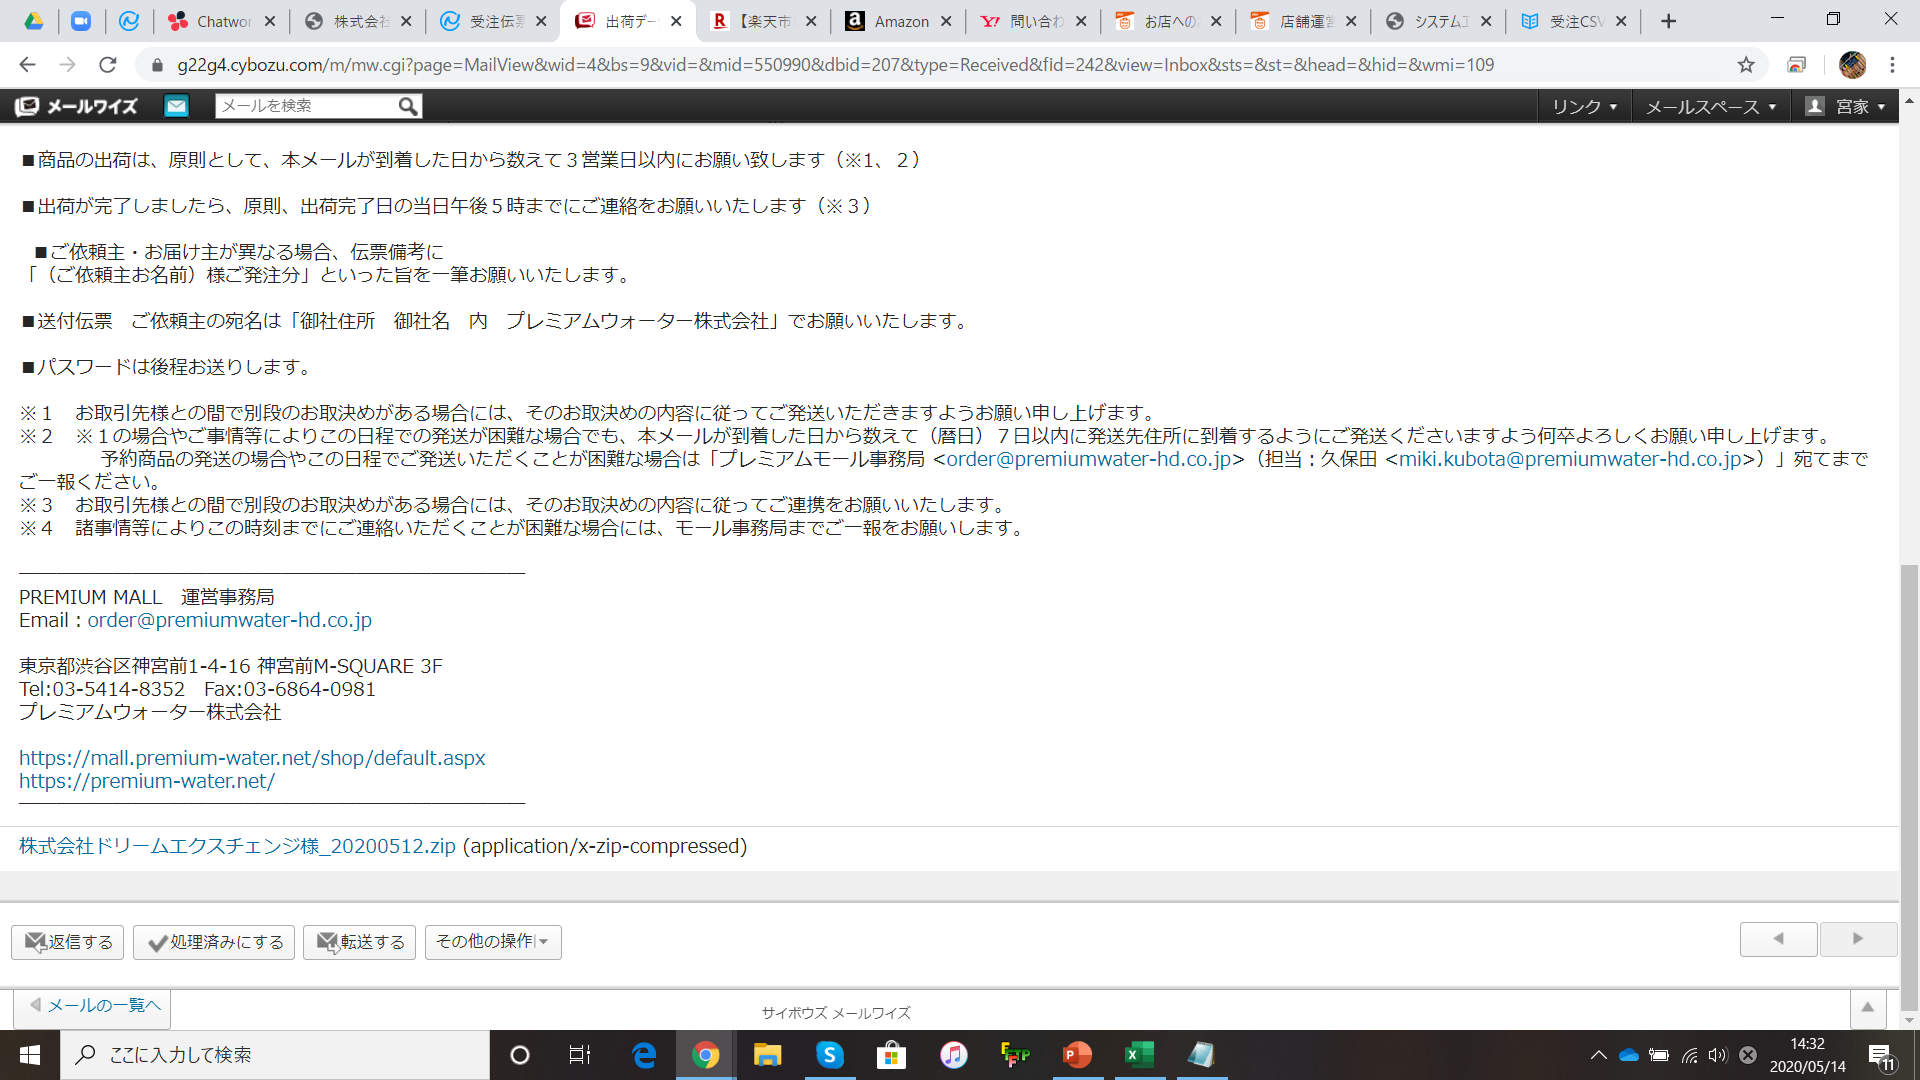 Chatwor
株式会社
受注伝票
出荷デー
【楽天市
Amazon
問い合わ
お店への
店舗運営
システムエ
受注CSV
g22g4.cybozu.com/m/mw.cgi?page=MailView&wid=4&bs=9&vid=&mid=550990&dbid=207&type=Received&fid=242&view=Inbox&sts=&st=&head=&hid=&wmi=109
メールワイズ
メールを検索
リンク
メールスペース
宮家
■商品の出荷は、原則として、本メールが到着した日から数えて３営業日以内にお願い致します（※1、２）
■出荷が完了しましたら、原則、出荷完了日の当日午後５時までにご連絡をお願いいたします（※３）
■ご依頼主・お届け主が異なる場合、伝票備考に
「（ご依頼主お名前）様ご発注分」といった旨を一筆お願いいたします。
■送付伝票　ご依頼主の宛名は「御社住所　御社名　内　プレミアムウォーター株式会社」でお願いいたします。
■パスワードは後程お送りします。
※１　お取引先様との間で別段のお取決めがある場合には、そのお取決めの内容に従ってご発送いただきますようお願い申し上げます。
※２　※１の場合やご事情等によりこの日程での発送が困難な場合でも、本メールが到着した日から数えて（暦日）７日以内に発送先住所に到着するようにご発送くださいますよう何卒よろしくお願い申し上げます。
予約商品の発送の場合やこの日程でご発送いただくことが困難な場合は「プレミアムモール事務局 <order@premiumwater-hd.co.jp>（担当：久保田 <miki.kubota@premiumwater-hd.co.jp>）」宛てまで
ご一報ください。
※３　お取引先様との間で別段のお取決めがある場合には、そのお取決めの内容に従ってご連携をお願いいたします。
※４　諸事情等によりこの時刻までにご連絡いただくことが困難な場合には、モール事務局までご一報をお願いします。
PREMIUM MALL　運営事務局
Email : order@premiumwater-hd.co.jp
東京都渋谷区神宮前1-4-16 神宮前M-SQUARE 3F
Tel:03-5414-8352　Fax:03-6864-0981
プレミアムウォーター株式会社
https://mall.premium-water.net/shop/default.aspx
https://premium-water.net/
株式会社ドリームエクスチェンジ様_20200512.zip (application/x-zip-compressed)
返信する
処理済みにする
転送する
その他の操作
メールの一覧へ
サイボウズ メールワイズ
ここに入力して検索
14:32
2020/05/14
11